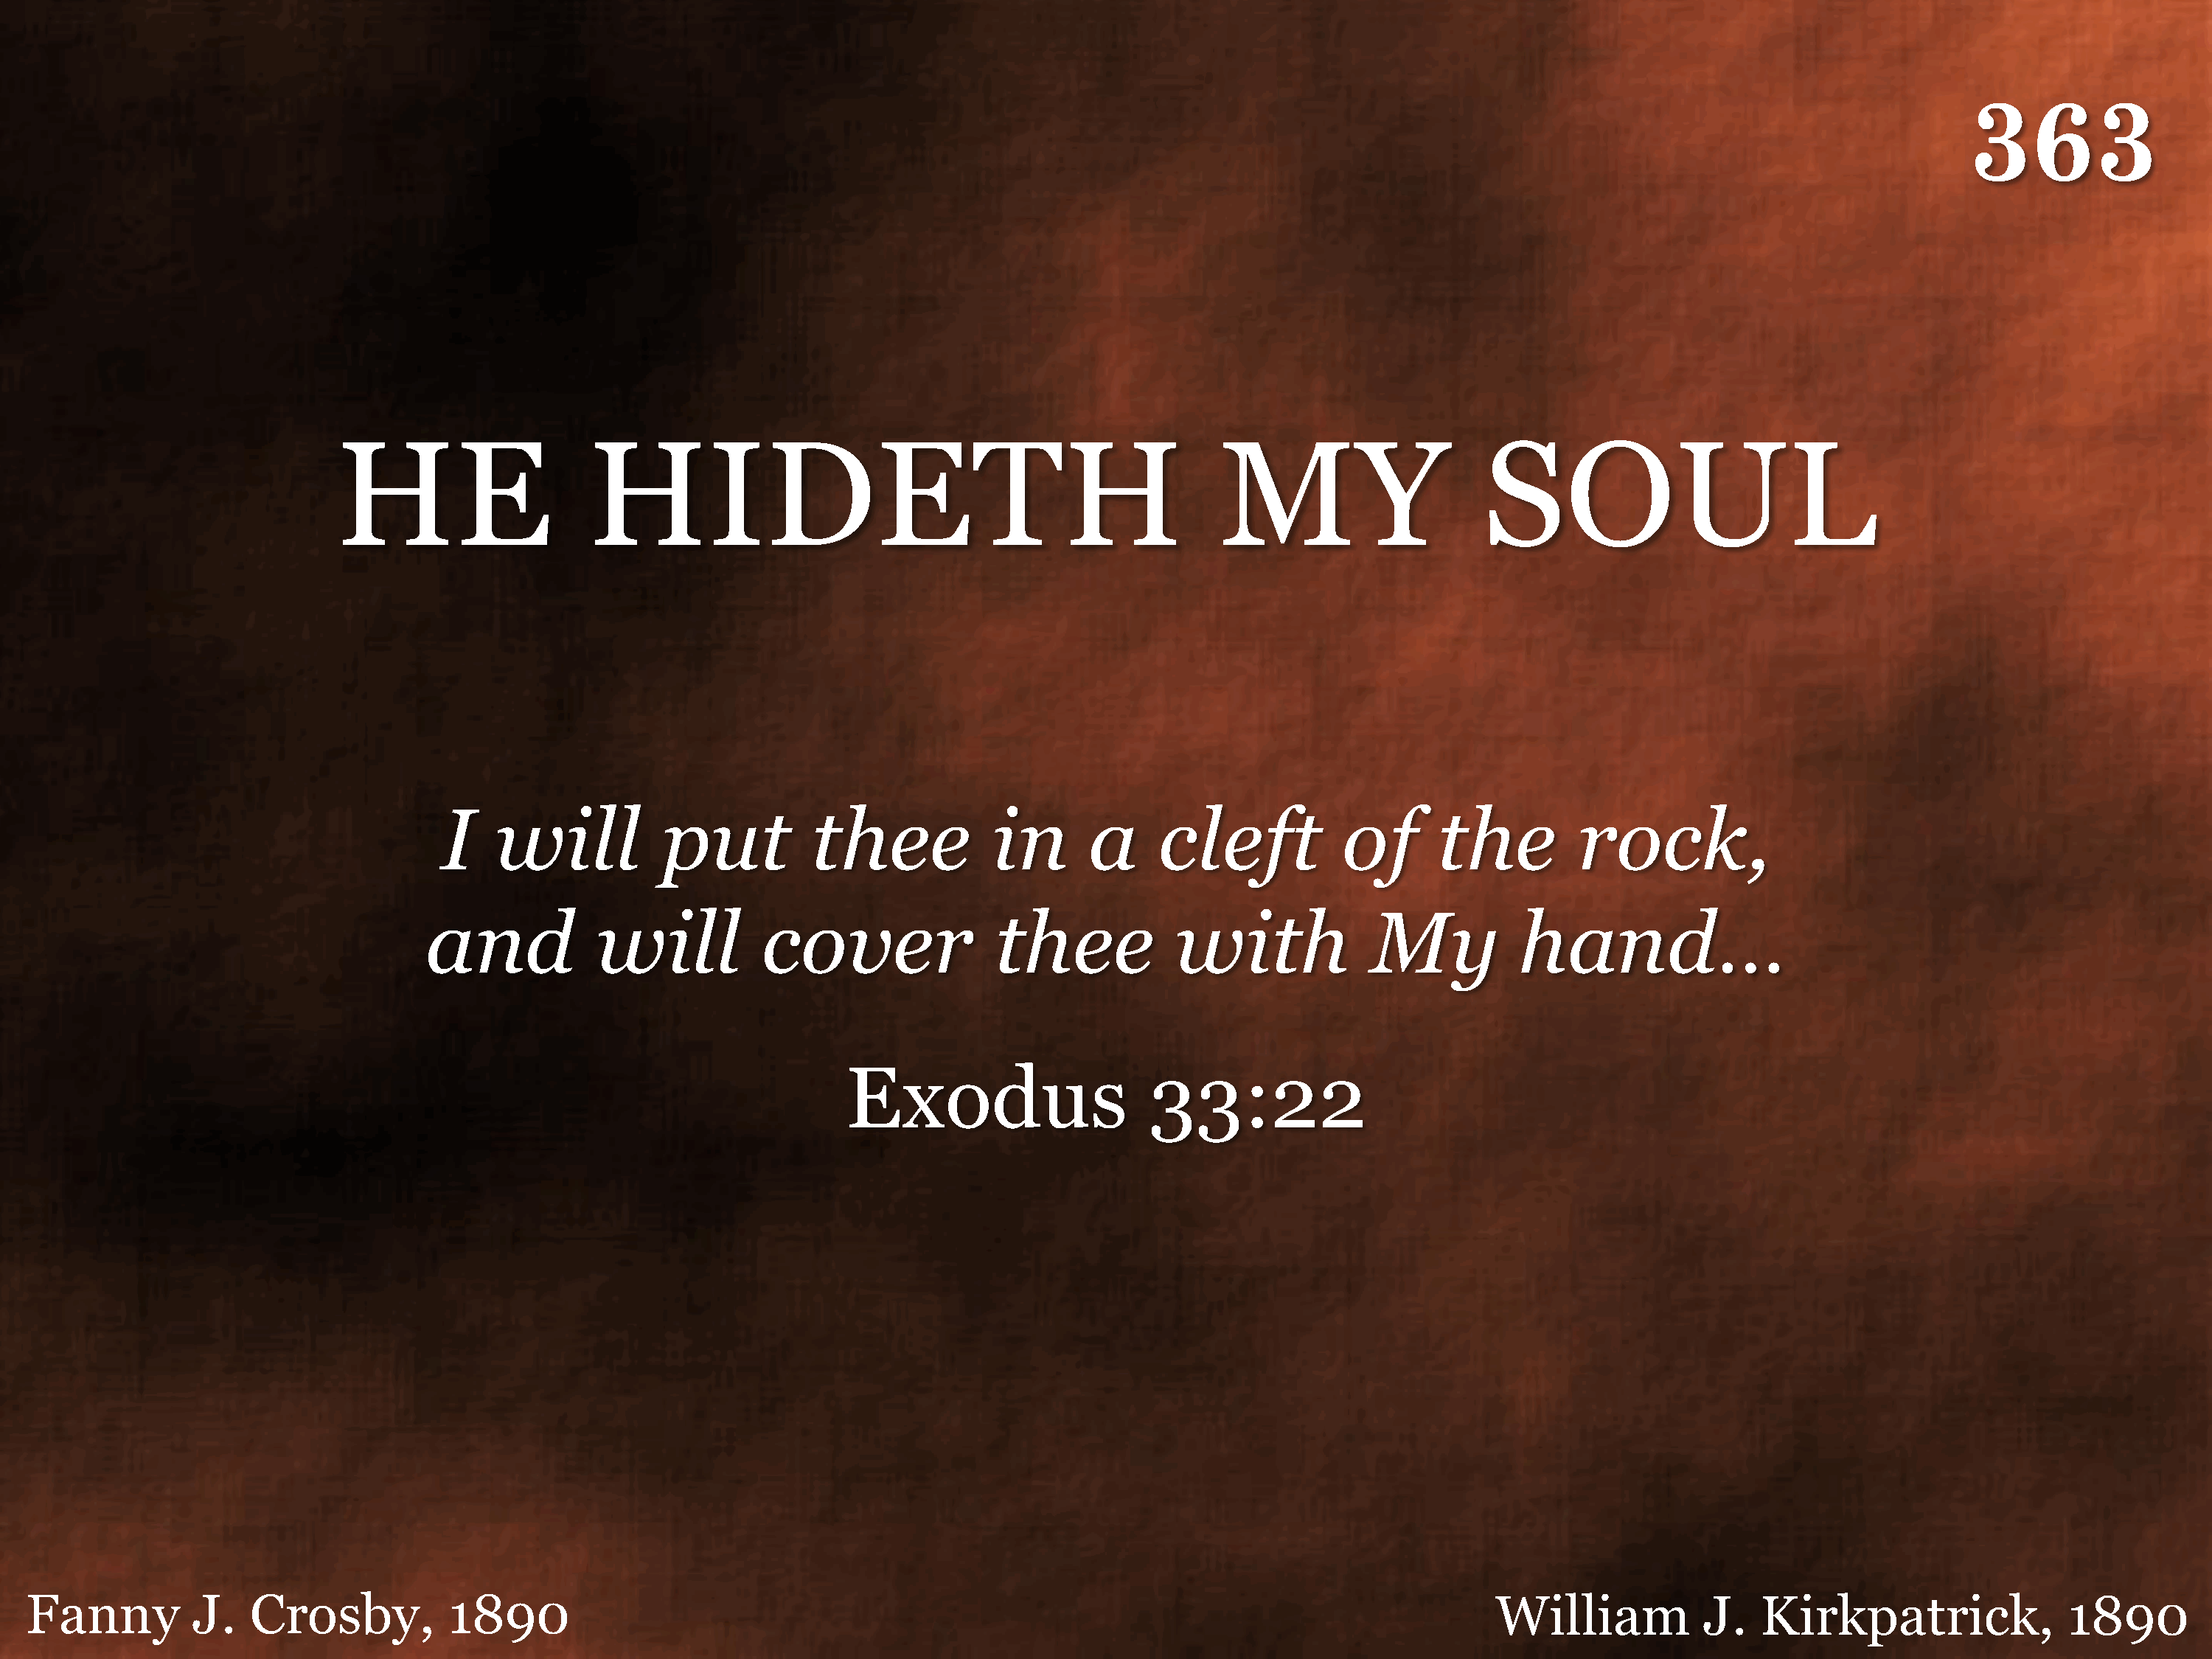 363
HE HIDETH MY SOUL
I will put thee in a cleft of the rock,
and will cover thee with My hand...
Exodus 33:22
Fanny J. Crosby, 1890
William J. Kirkpatrick, 1890